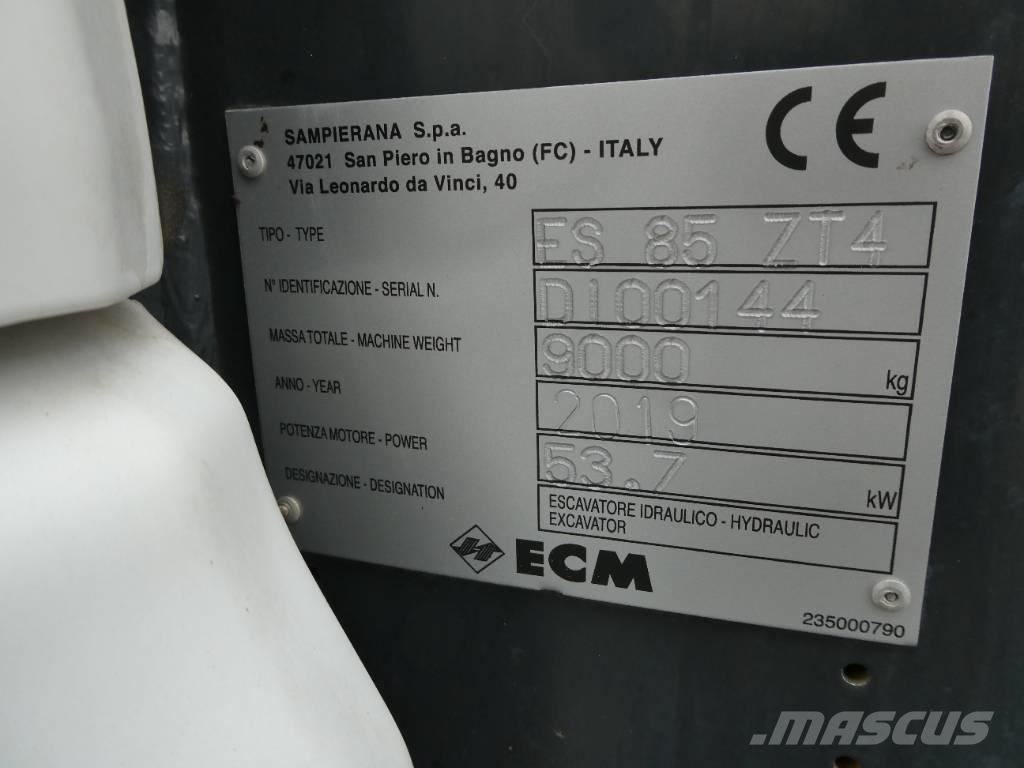 SAMPIERANA S.p.a.
47021 San Piero in Bagno (FC) - ITALY
Via Leonardo da Vinci, 40
CE
TIPO - TYPE ES 85 ZT4
N° IDENTIFICAZIONE - SERIAL N. DI00144
MASSA TOTALE - MACHINE WEIGHT 9000 kg
ANNO - YEAR 2019
POTENZA MOTORE - POWER 53.7 kW
DESIGNAZIONE - DESIGNATION ESCAVATORE IDRAULICO - HYDRAULIC
EXCAVATOR
ECM
235000790
MASCUS